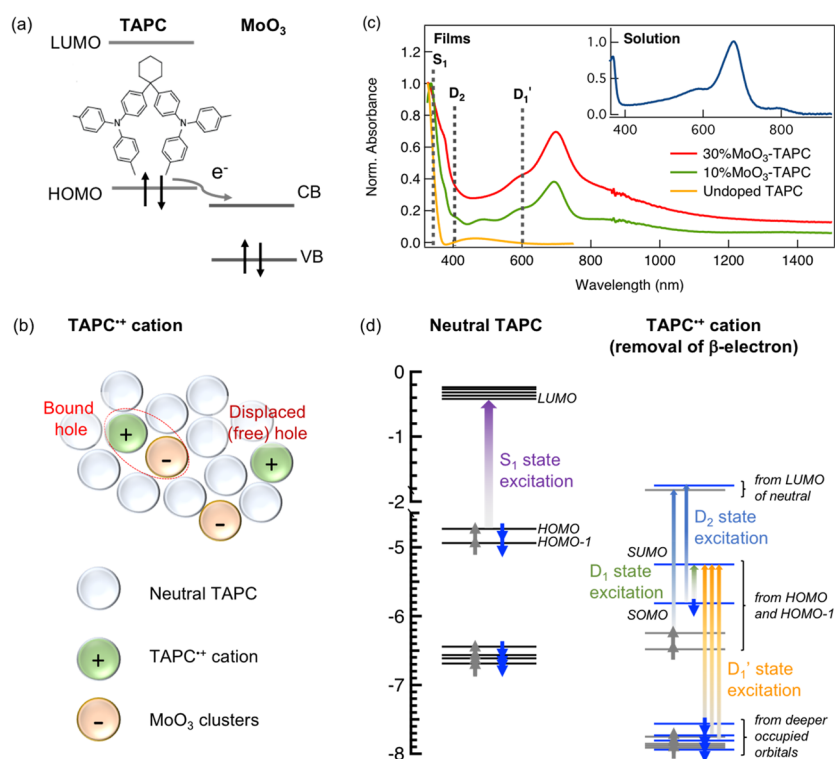 (a)
TAPC
MoO₃
LUMO
N
N
e⁻
HOMO
CB
VB
(c)
Films
S₁
D₂
D₁'
Solution
1.0
0.5
0.0
400 600 800
Norm. Absorbance
1.2
1.0
0.8
0.6
0.4
0.2
0.0
30%MoO₃-TAPC
10%MoO₃-TAPC
Undoped TAPC
400 600 800 1000 1200 1400
Wavelength (nm)
(b)
TAPC•⁺ cation
Bound
hole
Displaced
(free) hole
+
-
+
-
Neutral TAPC
+
TAPC•⁺ cation
-
MoO₃ clusters
(d)
Neutral TAPC
TAPC•⁺ cation
(removal of β-electron)
0
-1
-2
-5
-6
-7
-8
LUMO
S₁ state
excitation
HOMO
HOMO-1
from LUMO
of neutral
D₂ state
excitation
SUMO
D₁ state
excitation
SOMO
from HOMO
and HOMO-1
D₁' state
excitation
from deeper
occupied
orbitals